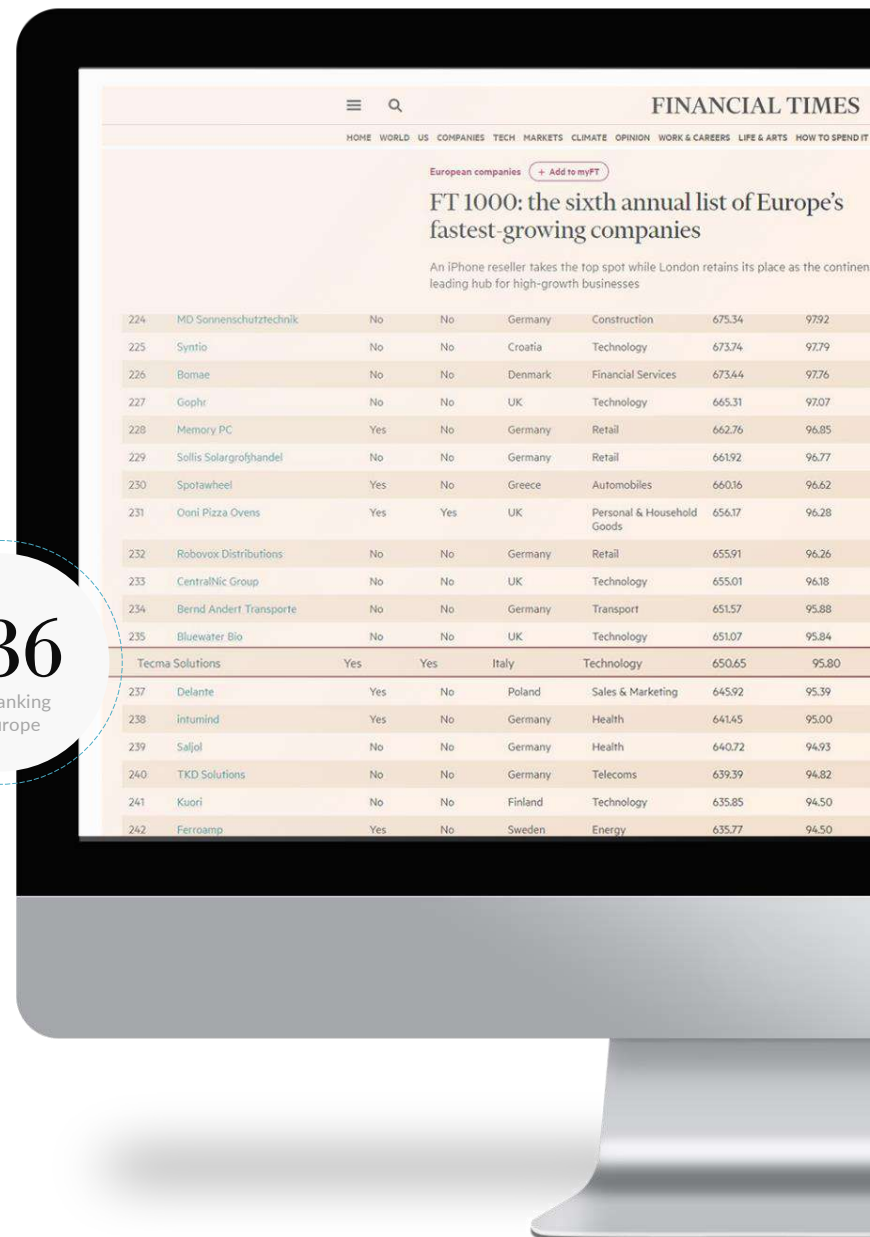 FINANCIAL TIMES
HOME WORLD US COMPANIES TECH MARKETS CLIMATE OPINION WORK & CAREERS LIFE & ARTS HOW TO SPEND IT
European companies + Add to myFT
FT 1000: the sixth annual list of Europe's
fastest-growing companies
An iPhone reseller takes the top spot while London retains its place as the continen
leading hub for high-growth businesses
224 MD Sonnenschutztechnik No No Germany Construction 675.34 97.92
225 Syntio No No Croatia Technology 673.74 97.79
226 Bomae No No Denmark Financial Services 673.44 97.76
227 Gophr No No UK Technology 665.31 97.07
228 Memory PC Yes No Germany Retail 662.76 96.85
229 Sollis Solargroßhandel No No Germany Retail 661.92 96.77
230 Spotawheel Yes No Greece Automobiles 660.16 96.62
231 Ooni Pizza Ovens Yes Yes UK Personal & Household 656.17 96.28
Goods
232 Robovox Distributions No No Germany Retail 655.91 96.26
233 CentralNic Group No No UK Technology 655.01 96.18
234 Bernd Andert Transporte No No Germany Transport 651.57 95.88
235 Bluewater Bio No No UK Technology 651.07 95.84
Tecma Solutions Yes Yes Italy Technology 650.65 95.80
237 Delante Yes No Poland Sales & Marketing 645.92 95.39
238 intumind Yes No Germany Health 641.45 95.00
239 Saljol No No Germany Health 640.72 94.93
240 TKD Solutions No No Germany Telecoms 639.39 94.82
241 Kuori No No Finland Technology 635.85 94.50
242 Ferroamp Yes No Sweden Energy 635.77 94.50
36
anking
urope